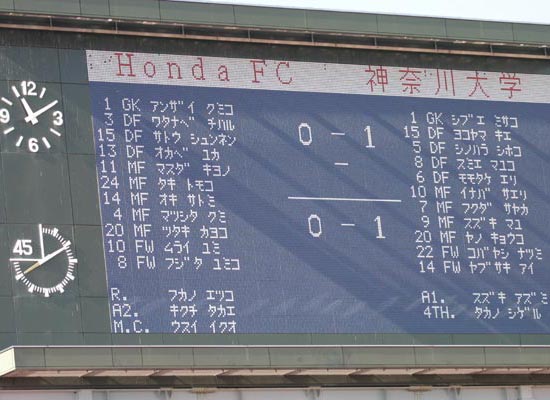 Honda FC 神奈川大学
12
9 3
6
45
1 GK アンザイ グミコ
3 DF ワタナベ チハル
15 DF サトウ シュンネン
13 DF オカベ ユカ
11 MF マスダ キヨノ
24 MF タキ トモコ
14 MF オキ サトミ
4 MF マツシタ グミ
20 MF ツタキ カヨコ
10 FW ムライ ユミ
8 FW フジタ ユミコ
R. フカノ エツコ
A2. キクチ タカエ
M.C. ウスイ イクオ
0 - 1
-
0 - 1
1 GK シブエ ミサコ
15 DF ヨコヤマ キエ
5 DF シノハラ シホコ
8 DF スミエ マユコ
6 DF モモタケ エリ
10 MF イナバ サエリ
7 MF フクダ サヤカ
9 MF スズキ マユ
20 MF ヤノ キョウコ
22 FW コバヤシ ナツミ
14 FW ヤブサキ アイ
A1. スズキ アズミ
4TH. タカノ シゲル